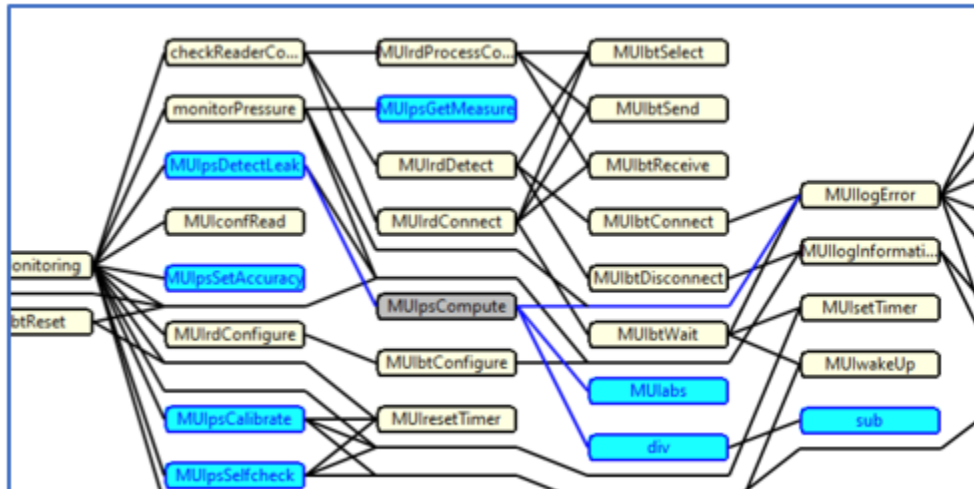 checkReaderCo...
MUIrdProcessCo...
MUIbtSelect
monitorPressure
MUIpsGetMeasure
MUIbtSend
MUIpsDetectLeak
MUIrdDetect
MUIbtReceive
MUIlogError
MUIconfRead
MUIrdConnect
MUIbtConnect
MUIlogInformati...
onitoring
MUIpsSetAccuracy
MUIbtDisconnect
MUIpsCompute
MUIsetTimer
btReset
MUIrdConfigure
MUIbtWait
MUIbtConfigure
MUIwakeUp
MUIabs
MUIpsCalibrate
MUIresetTimer
sub
div
MUIpsSelfcheck